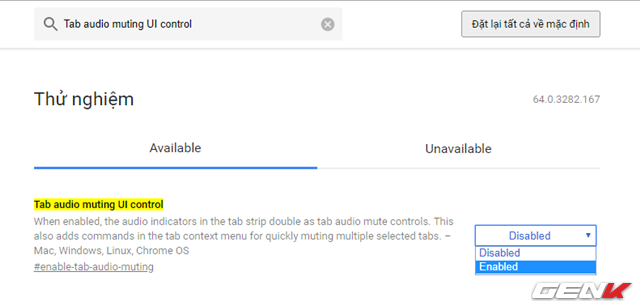 Tab audio muting UI control
Đặt lại tất cả về mặc định
Thử nghiệm
64.0.3282.167
Available
Unavailable
Tab audio muting UI control
When enabled, the audio indicators in the tab strip double as tab audio mute controls. This
also adds commands in the tab context menu for quickly muting multiple selected tabs. –
Mac, Windows, Linux, Chrome OS
#enable-tab-audio-muting
Disabled
Disabled
Enabled
GENK